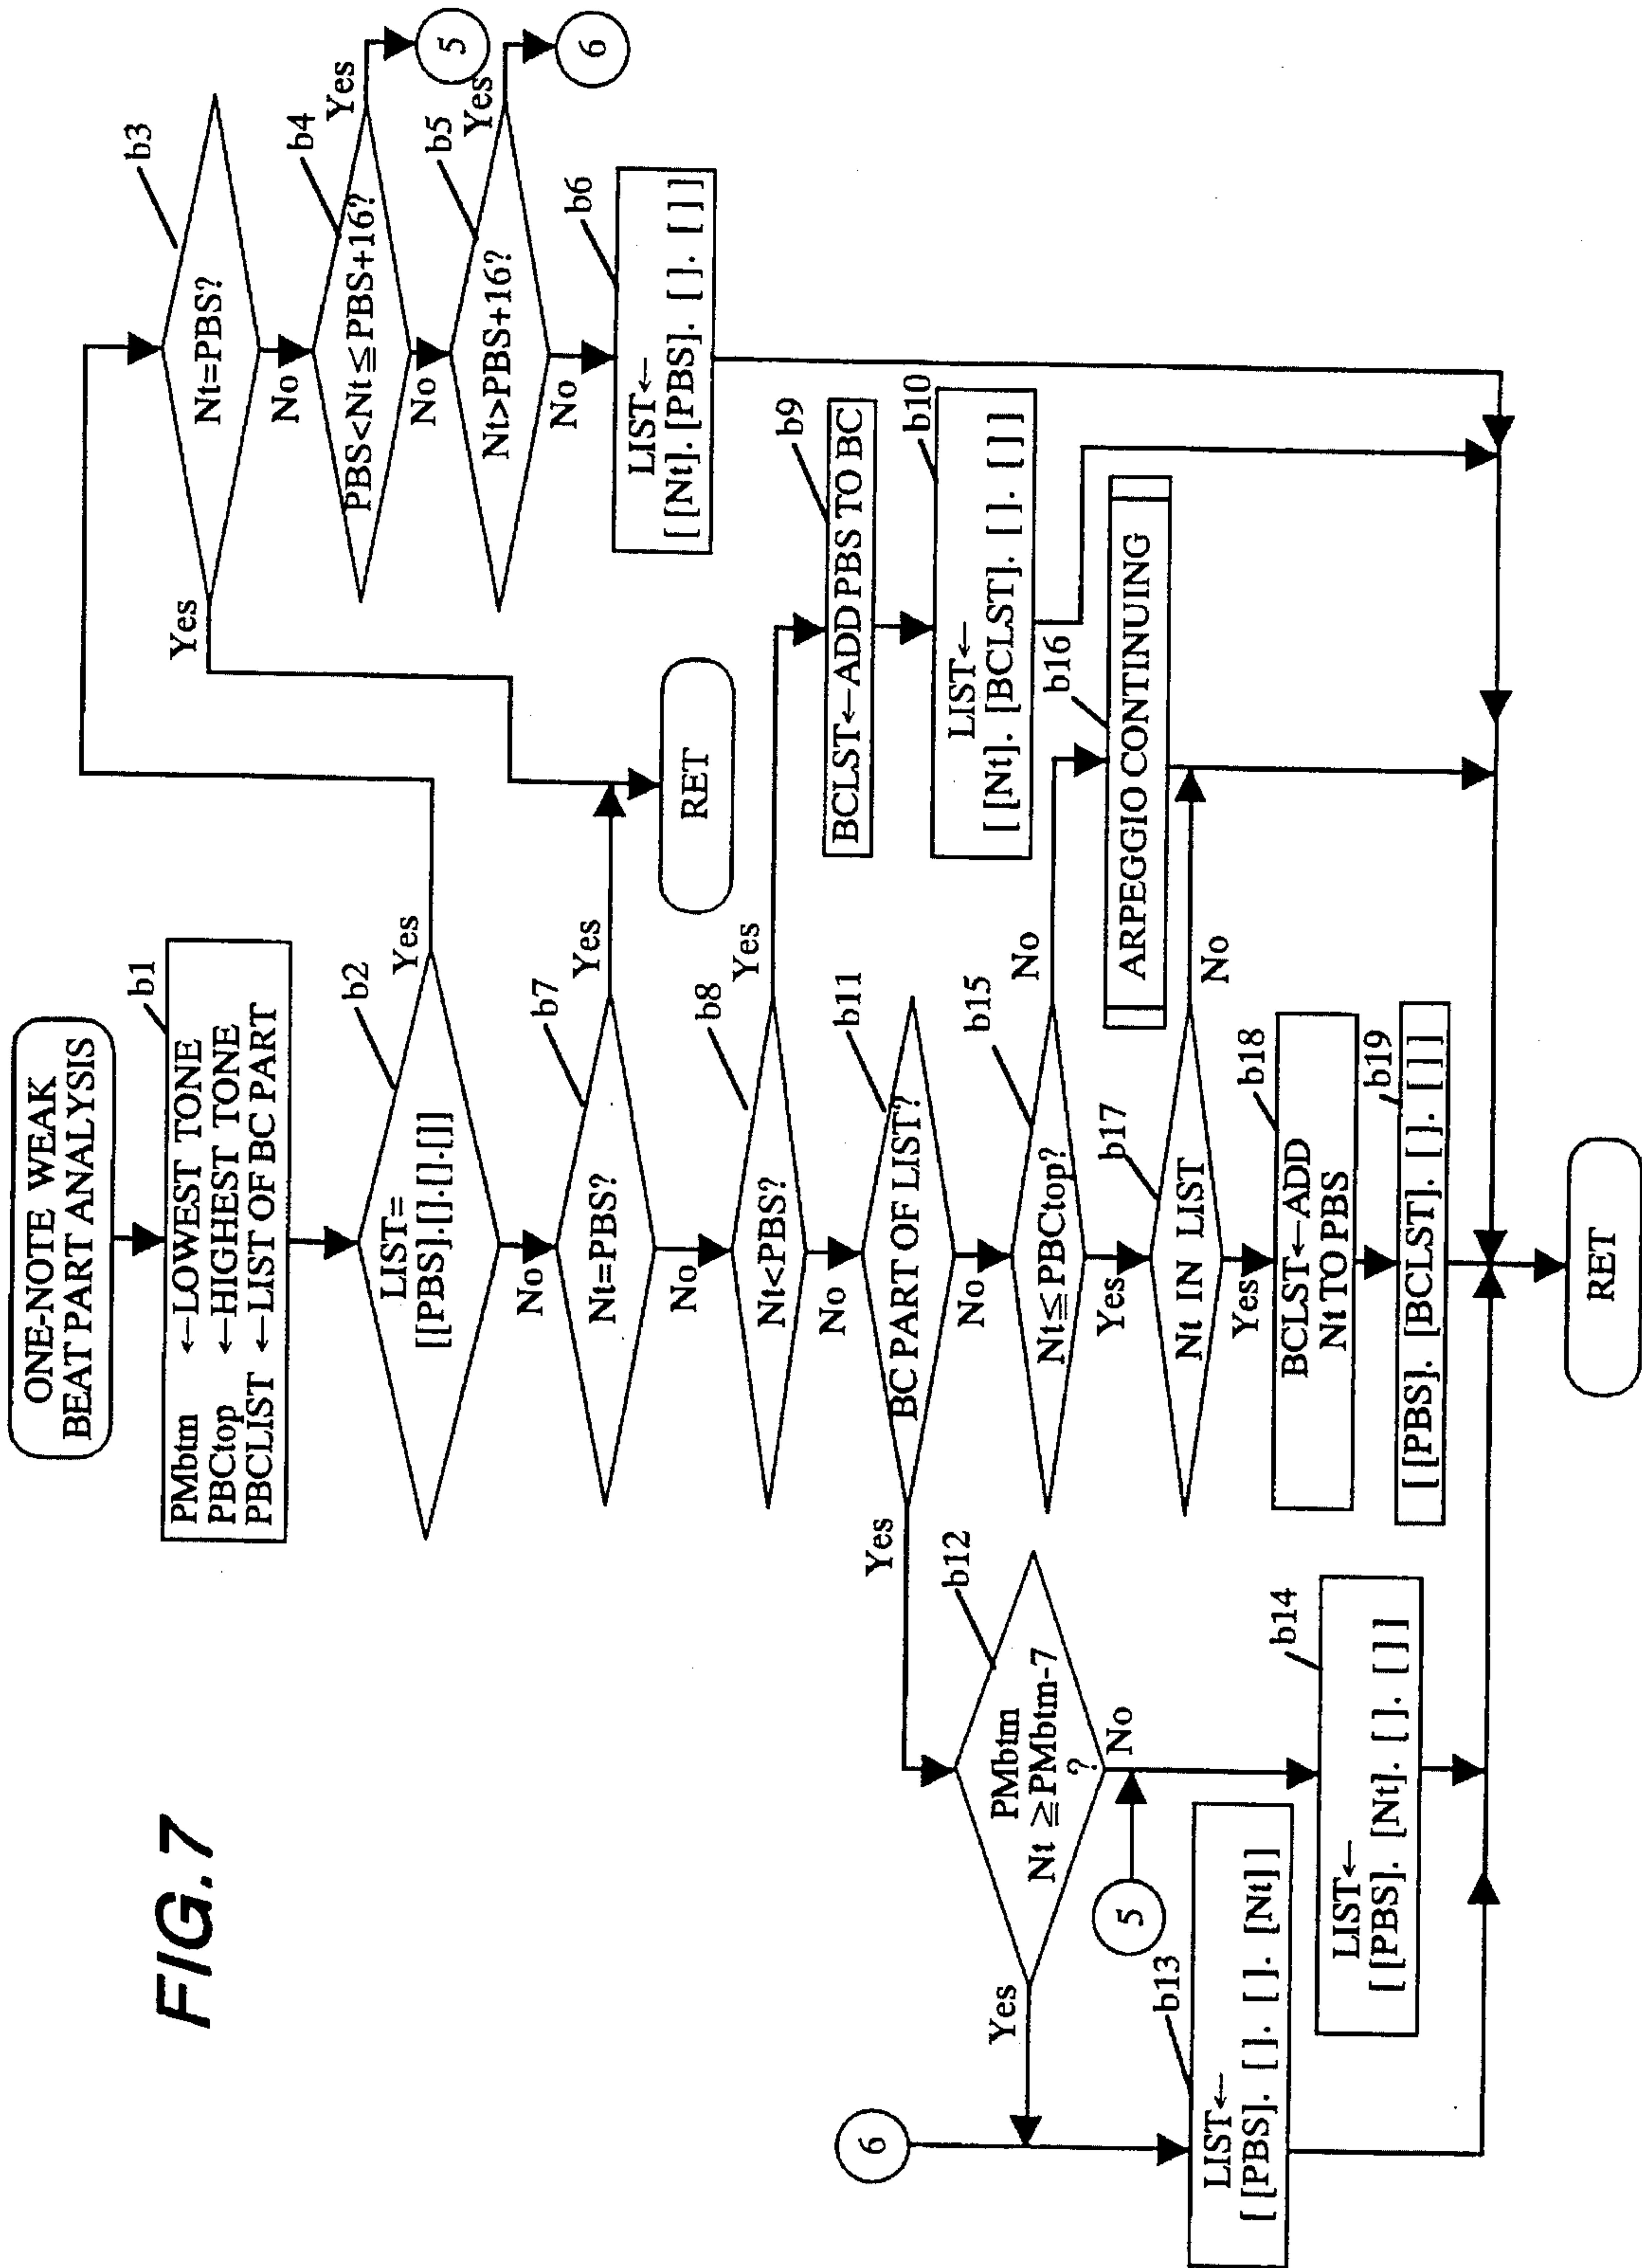 FIG.7
ONE-NOTE WEAK
BEAT PART ANALYSIS
b1
PMbtm ←LOWEST TONE
PBCtop ←HIGHEST TONE
PBCLIST ←LIST OF BC PART
b2
LIST=
[[PBS].[].[].[]]
Yes
No
b3
Nt=PBS?
Yes
No
b4
PBS<Nt≦PBS+16?
Yes
5
No
b5
Nt>PBS+16?
Yes
6
No
b6
LIST←
[[Nt]. [PBS]. []. []]
b7
Nt=PBS?
Yes
No
RET
b8
Nt<PBS?
Yes
No
b9
BCLST←ADD PBS TO BC
b10
LIST←
[[Nt]. [BCLST]. []. []]
b11
BC PART OF LIST?
Yes
No
b12
PMbtm
Nt ≧PMbtm-7
?
Yes
No
6
5
b13
LIST←
[[PBS]. []. []. [Nt]]
b14
LIST←
[[PBS]. [Nt]. []. []]
b15
Nt≦PBCtop?
No
Yes
b16
ARPEGGIO CONTINUING
b17
Nt IN LIST
No
Yes
b18
BCLST←ADD
Nt TO PBS
b19
[[PBS]. [BCLST]. []. []]
RET